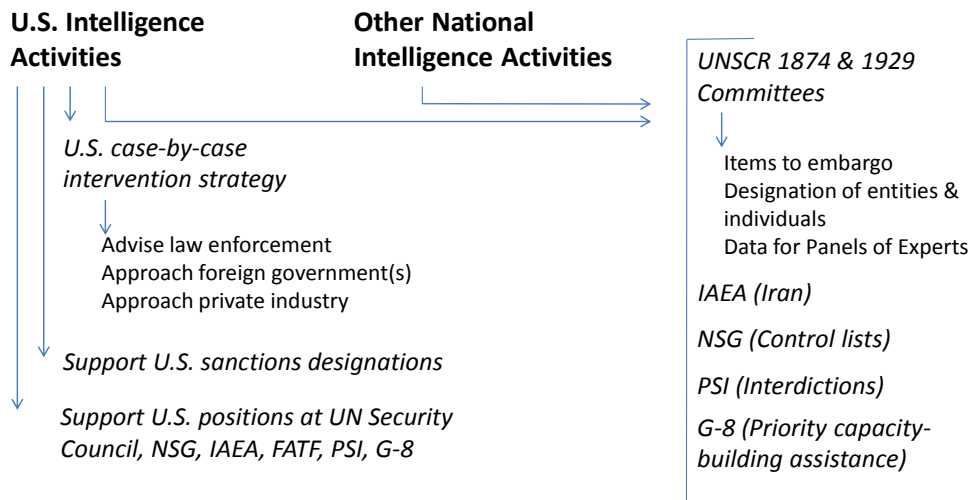 U.S. Intelligence
Activities
Other National
Intelligence Activities
U.S. case-by-case
intervention strategy
Advise law enforcement
Approach foreign government(s)
Approach private industry
Support U.S. sanctions designations
Support U.S. positions at UN Security
Council, NSG, IAEA, FATF, PSI, G-8
UNSCR 1874 & 1929
Committees
Items to embargo
Designation of entities &
individuals
Data for Panels of Experts
IAEA (Iran)
NSG (Control lists)
PSI (Interdictions)
G-8 (Priority capacity-
building assistance)